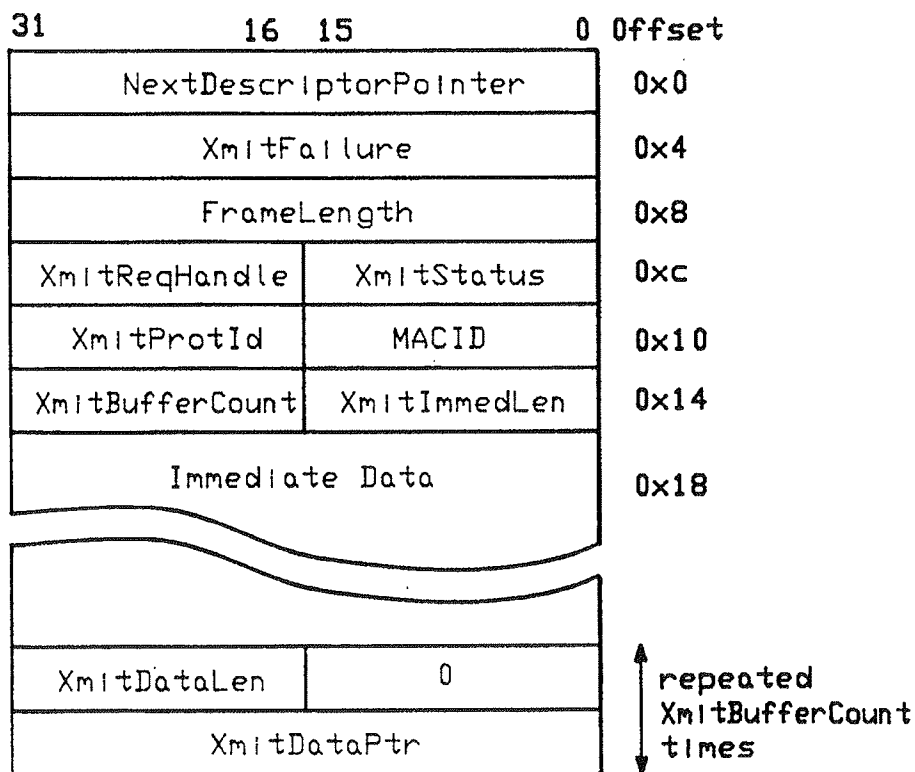 31 16 15 0 Offset
NextDescriptorPointer 0x0
XmitFailure 0x4
FrameLength 0x8
XmitReqHandle XmitStatus 0xc
XmitProtId MACID 0x10
XmitBufferCount XmitImmedLen 0x14
Immediate Data 0x18
XmitDataLen 0
XmitDataPtr
repeated
XmitBufferCount
times